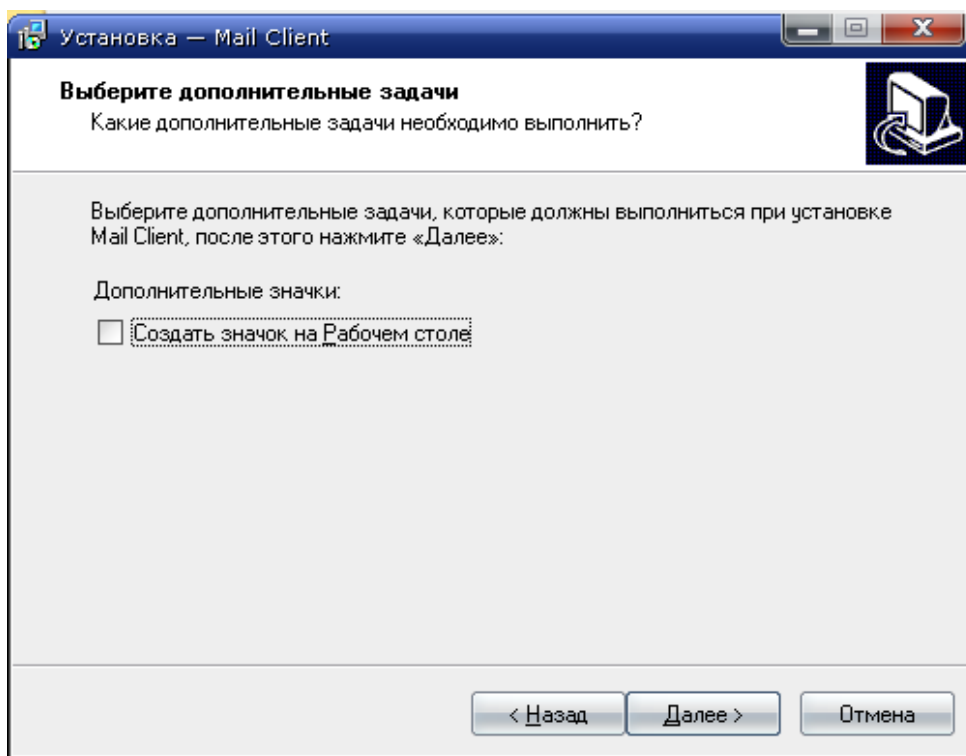 Установка — Mail Client
Выберите дополнительные задачи
Какие дополнительные задачи необходимо выполнить?
Выберите дополнительные задачи, которые должны выполниться при установке
Mail Client, после этого нажмите «Далее»:
Дополнительные значки:
Создать значок на Рабочем столе
< Назад
Далее >
Отмена